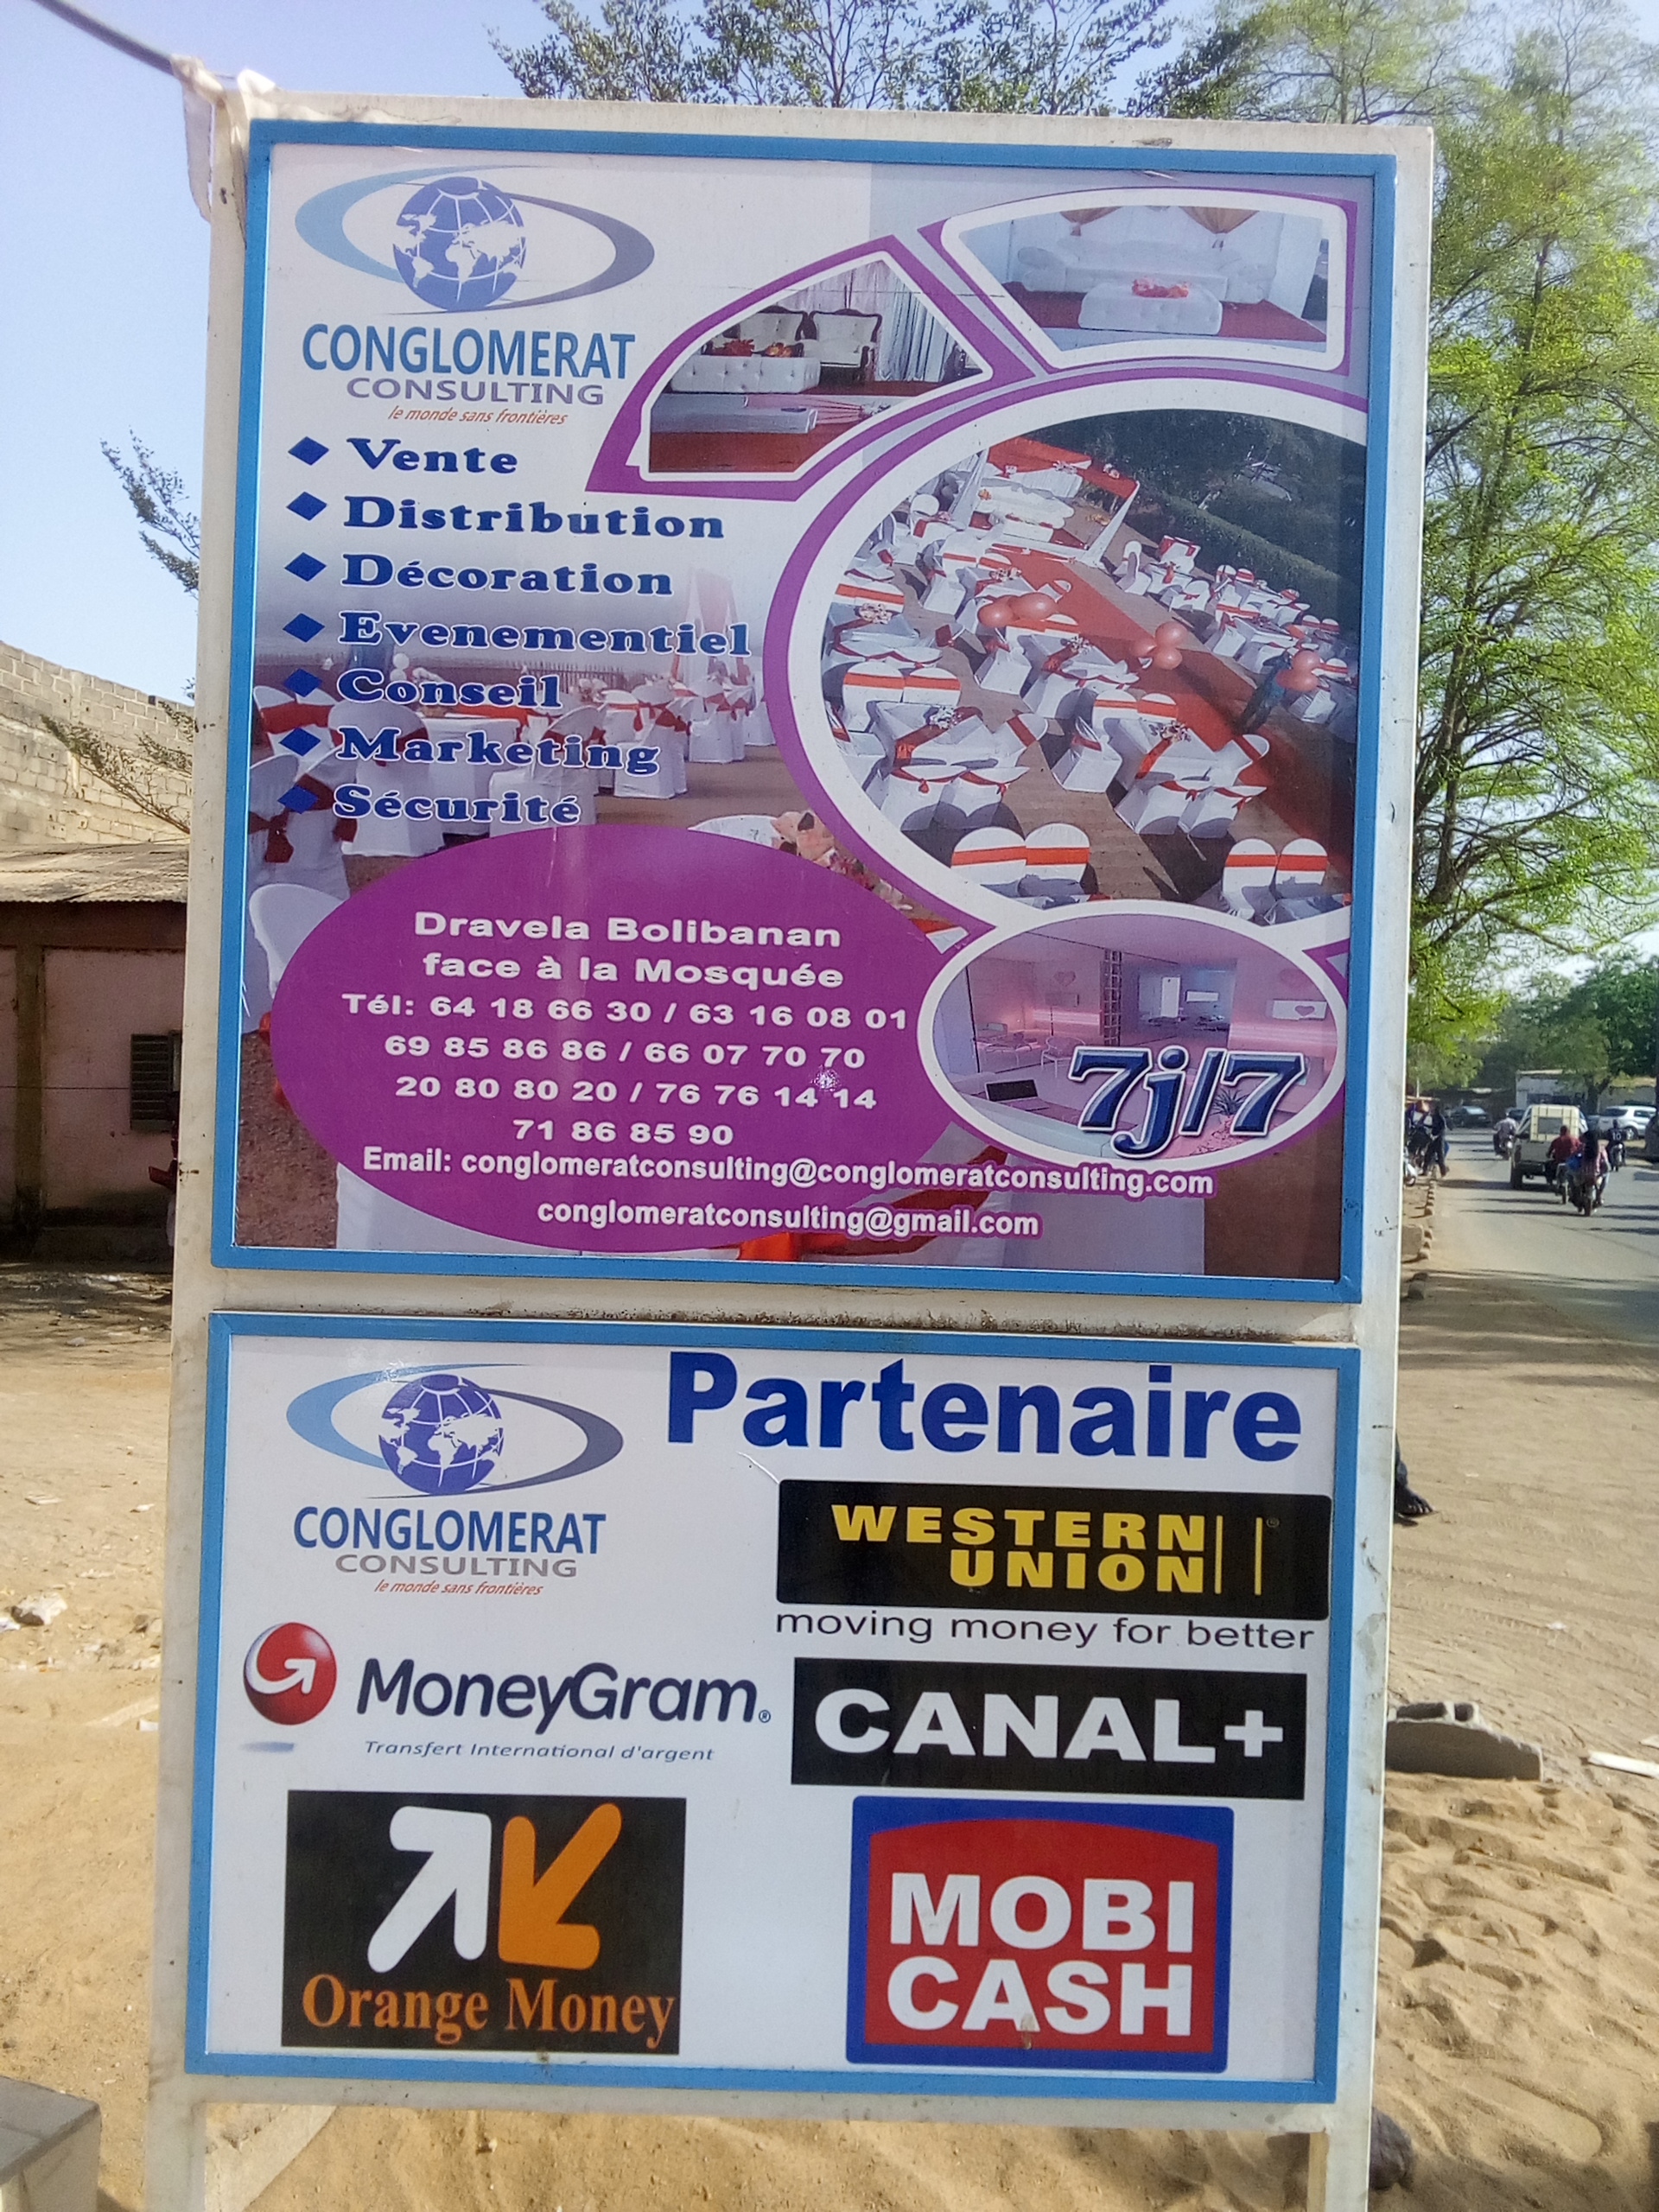 CONGLOMERAT
CONSULTING
le monde sans frontières
Vente
Distribution
Décoration
Evenementiel
Conseil
Marketing
Sécurité
Dravela Bolibanan
face à la Mosquée
Tél: 64 18 66 30 / 63 16 08 01
69 85 86 86 / 66 07 70 70
20 80 80 20 / 76 76 14 14
71 86 85 90
Email: conglomeratconsulting@conglomeratconsulting.com
conglomeratconsulting@gmail.com
7j/7
Partenaire
CONGLOMERAT
CONSULTING
le monde sans frontières
WESTERN
UNION
moving money for better
MoneyGram®
Transfert International d'argent
CANAL+
Orange Money
MOBI
CASH